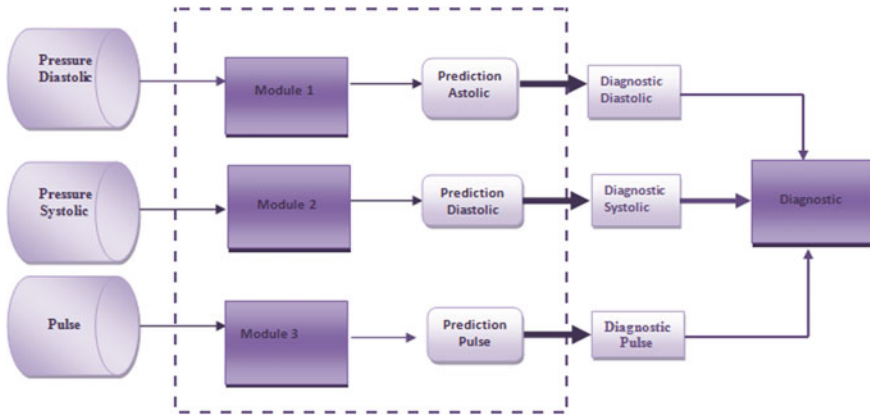 Pressure
Diastolic
Module 1
Prediction
Astolic
Diagnostic
Diastolic
Pressure
Systolic
Module 2
Prediction
Diastolic
Diagnostic
Systolic
Diagnostic
Pulse
Module 3
Prediction
Pulse
Diagnostic
Pulse